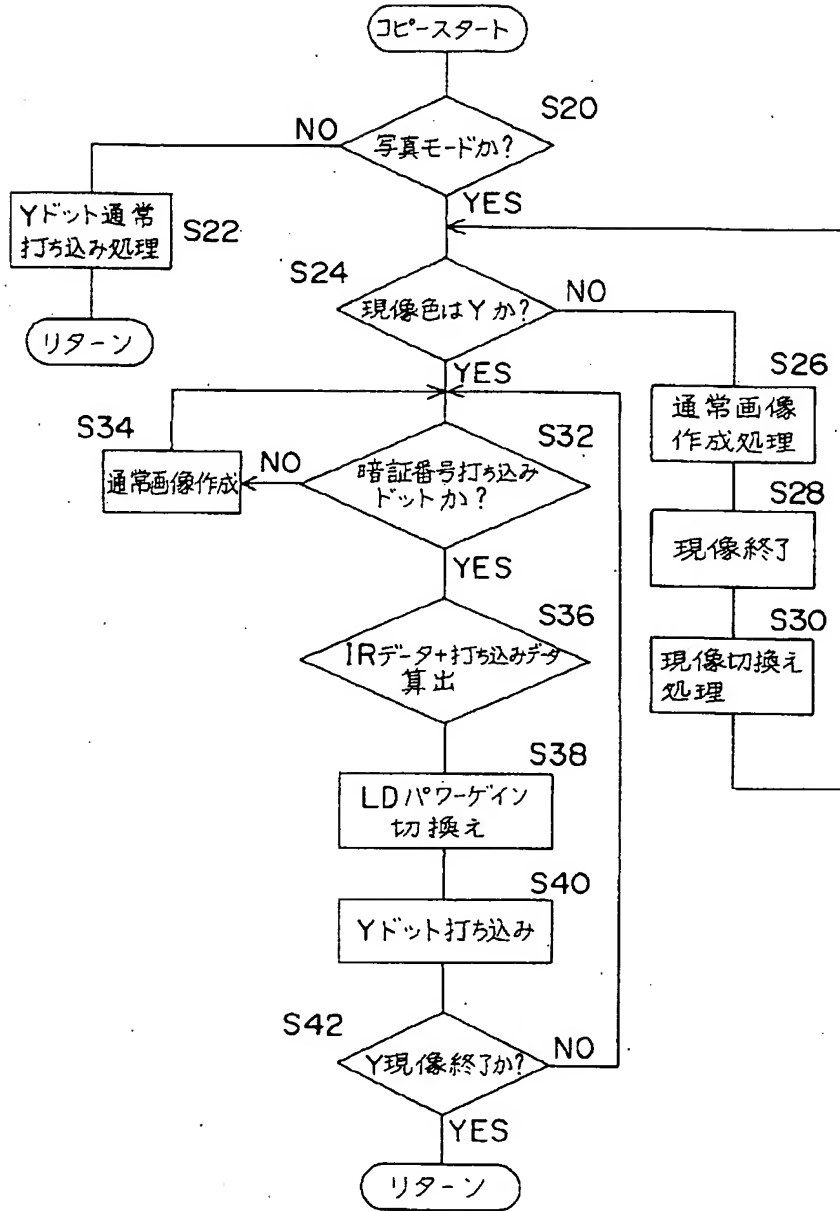 コピースタート
S20
写真モードか?
NO
YES
Yドット通常
打ち込み処理
S22
リターン
S24
現像色はYか?
NO
YES
S26
通常画像
作成処理
S28
現像終了
S30
現像切換え
処理
S34
通常画像作成
NO
S32
暗証番号打ち込み
ドットか?
YES
S36
IRデータ+打ち込みデータ
算出
S38
LDパワーゲイン
切換え
S40
Yドット打ち込み
S42
Y現像終了か?
NO
YES
リターン